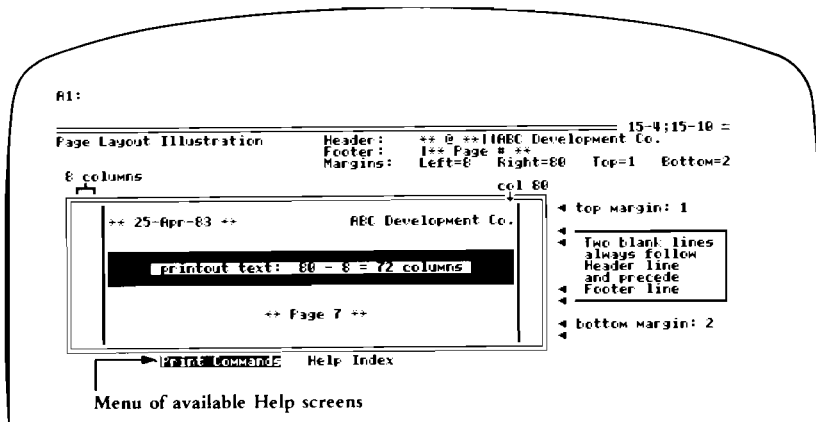 A1:
15-4;15-10 =
Page Layout Illustration Header: ** @ **||ABC Development Co.
Footer: |** Page # **
Margins: Left=8 Right=80 Top=1 Bottom=2
8 columns
col 80
top margin: 1
** 25-Apr-83 ** ABC Development Co.
Two blank lines
always follow
Header line
and precede
Footer line
printout text: 80 - 8 = 72 columns
** Page 7 **
bottom margin: 2
Print Commands Help Index
Menu of available Help screens